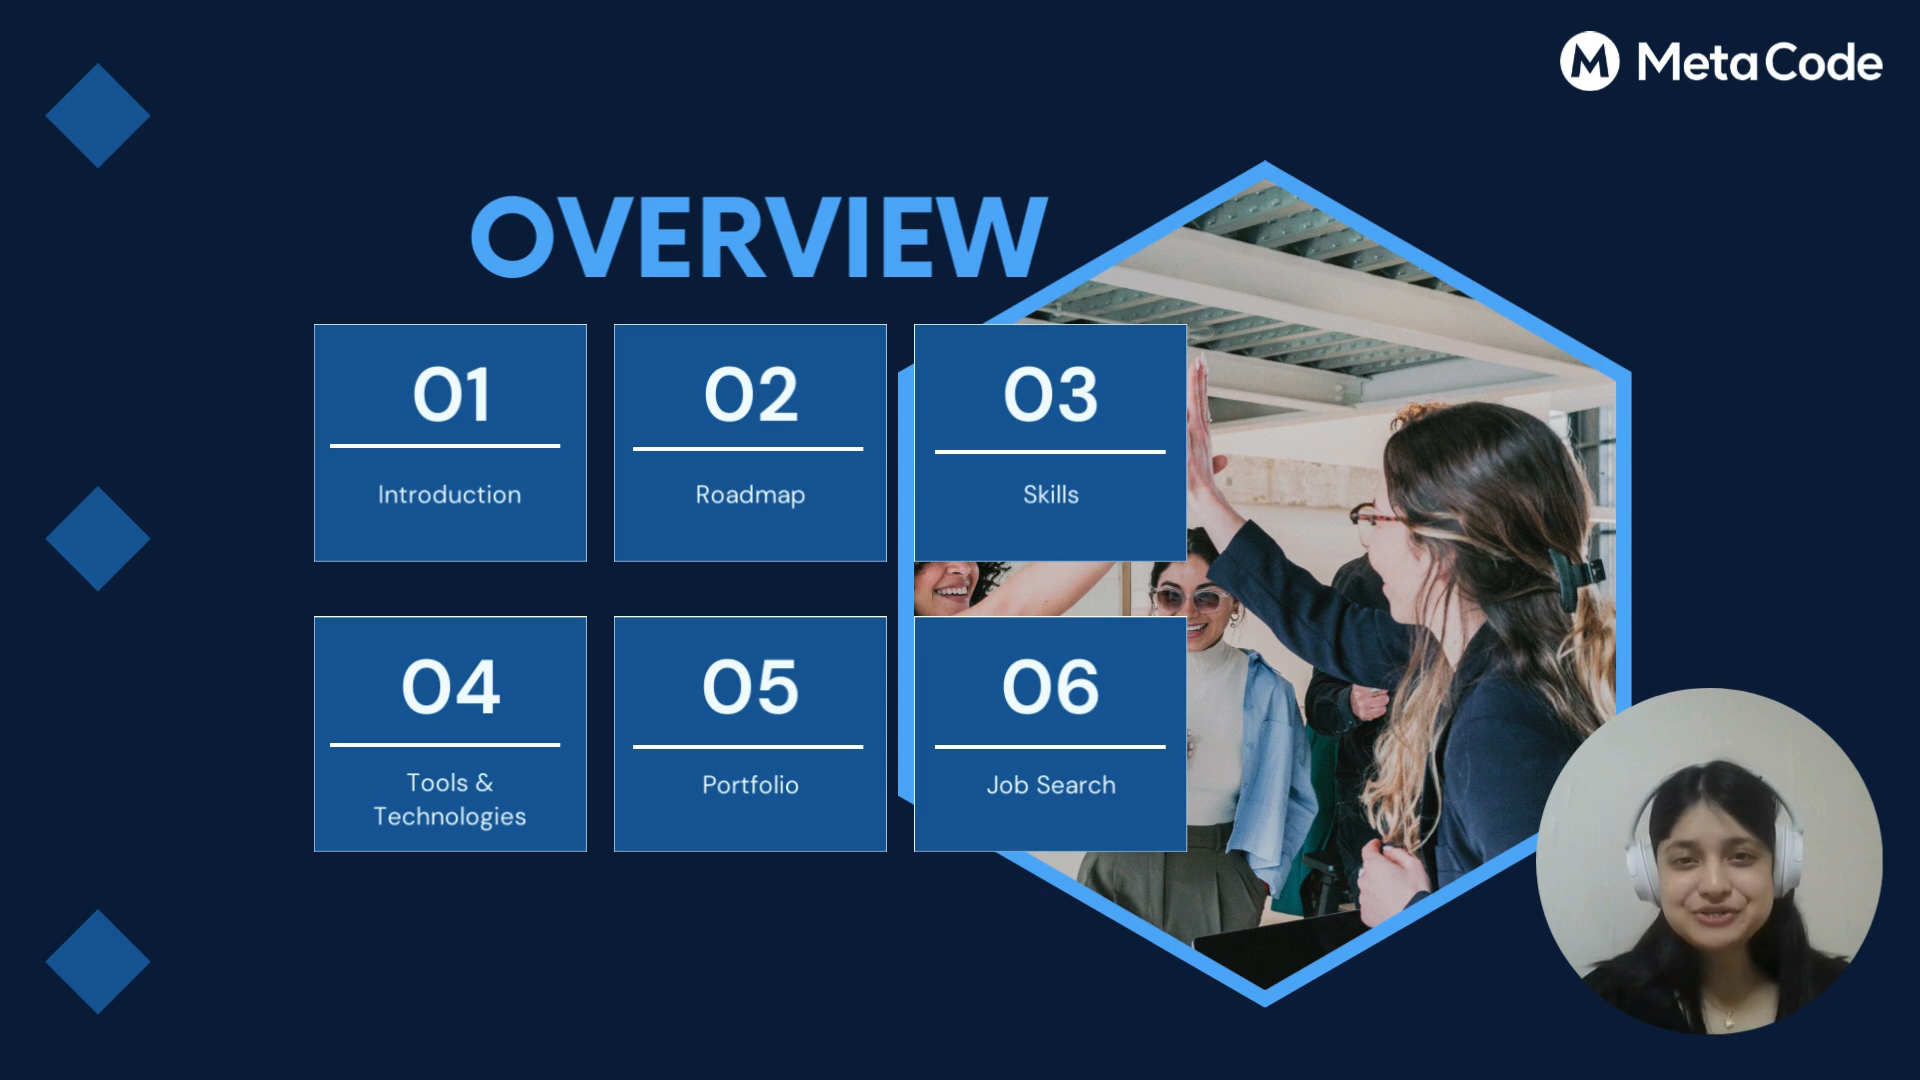 MetaCode
OVERVIEW
01
Introduction
02
Roadmap
03
Skills
04
Tools &
Technologies
05
Portfolio
06
Job Search